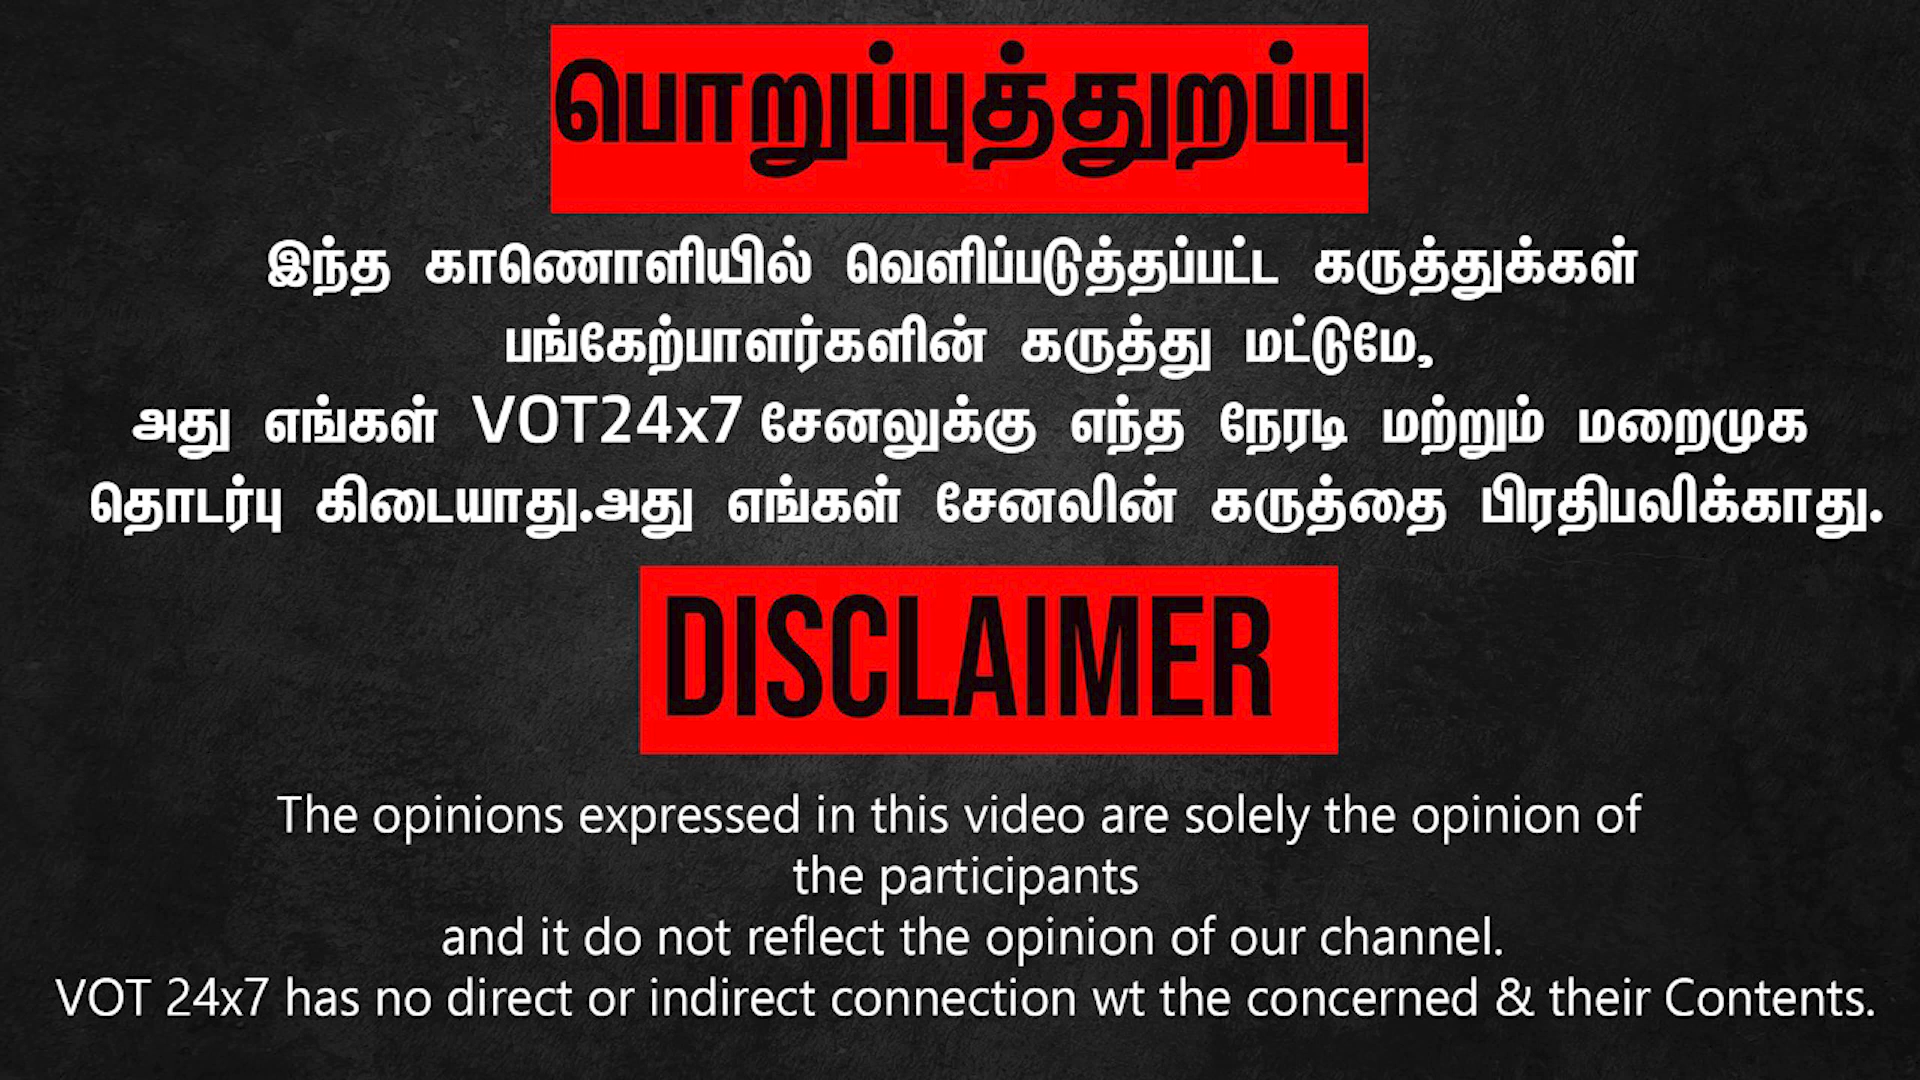 பொறுப்புத்துறப்பு
இந்த காணொளியில் வெளிப்படுத்தப்பட்ட கருத்துக்கள்
பங்கேற்பாளர்களின் கருத்து மட்டுமே,
அது எங்கள் VOT24x7 சேனலுக்கு எந்த நேரடி மற்றும் மறைமுக
தொடர்பு கிடையாது.அது எங்கள் சேனலின் கருத்தை பிரதிபலிக்காது.
DISCLAIMER
The opinions expressed in this video are solely the opinion of
the participants
and it do not reflect the opinion of our channel.
VOT 24x7 has no direct or indirect connection wt the concerned & their Contents.